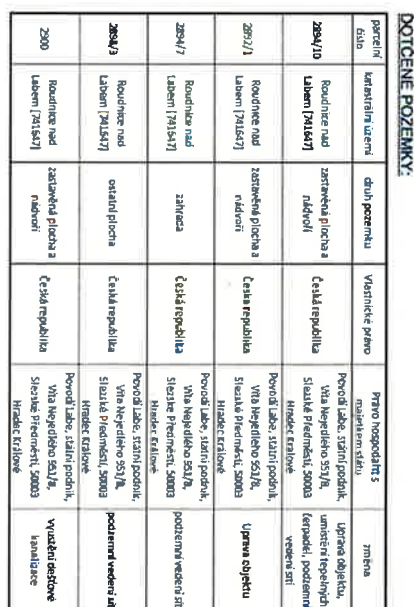 DOTČENÉ POZEMKY:
parcelní číslo | katastrální území | druh pozemku | Vlastnické právo | Právo hospodařit s majetkem státu | změna
2894/10 | Roudnice nad Labem [741647] | zastavěná plocha a nádvoří | Česká republika | Povodí Labe, státní podnik, Víta Nejedlého 951/8, Slezské Předměstí, 50003 Hradec Králové | Úprava objektu, umístění tepelných čerpadel, podzemní vedení sítí
2892/1 | Roudnice nad Labem [741647] | zastavěná plocha a nádvoří | Česká republika | Povodí Labe, státní podnik, Víta Nejedlého 951/8, Slezské Předměstí, 50003 Hradec Králové | Úprava objektu
2894/7 | Roudnice nad Labem [741647] | zahrada | Česká republika | Povodí Labe, státní podnik, Víta Nejedlého 951/8, Slezské Předměstí, 50003 Hradec Králové | podzemní vedení sít
2894/3 | Roudnice nad Labem [741647] | ostatní plocha | Česká republika | Povodí Labe, státní podnik, Víta Nejedlého 951/8, Slezské Předměstí, 50003 Hradec Králové | podzemní vedení sít
2900 | Roudnice nad Labem [741647] | zastavěná plocha a nádvoří | Česká republika | Povodí Labe, státní podnik, Víta Nejedlého 951/8, Slezské Předměstí, 50003 Hradec Králové | vyústění dešťové kanalizace